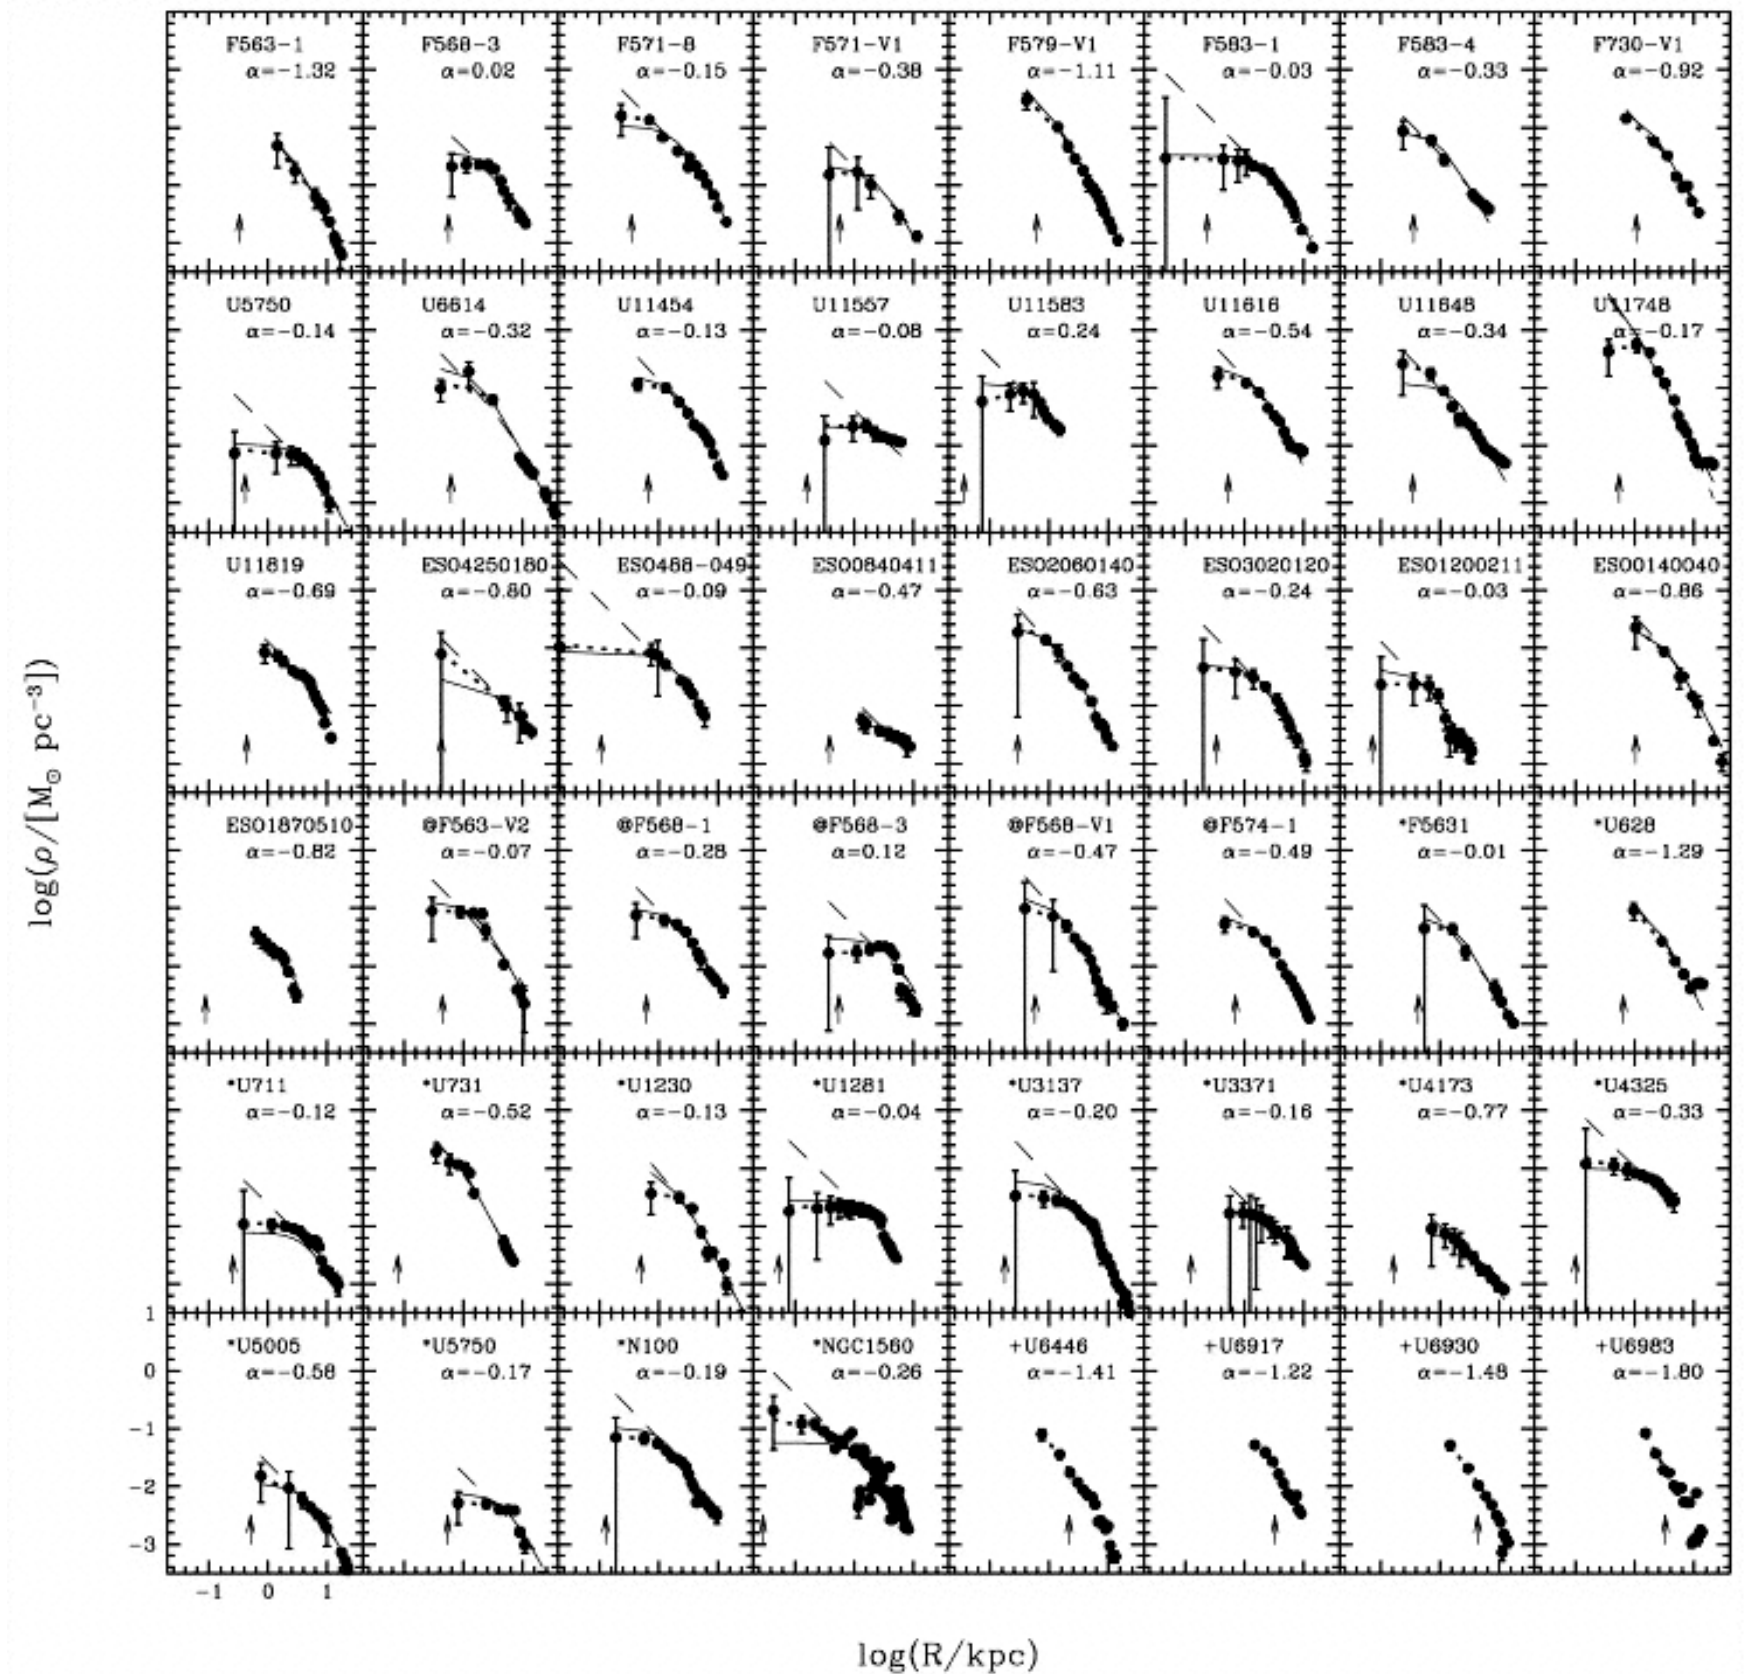 F563-1 F568-3 F571-8 F571-V1 F579-V1 F583-1 F583-4 F730-V1
α=-1.32 α=0.02 α=-0.15 α=-0.38 α=-1.11 α=-0.03 α=-0.33 α=-0.92
U5750 U6614 U11454 U11557 U11583 U11616 U11648 U11748
α=-0.14 α=-0.32 α=-0.13 α=-0.08 α=0.24 α=-0.54 α=-0.34 α=-0.17
U11819 ESO4250180 ESO488-049 ESO0840411 ESO2060140 ESO3020120 ESO1200211 ESO0140040
α=-0.69 α=-0.80 α=-0.09 α=-0.47 α=-0.63 α=-0.24 α=-0.03 α=-0.86
log(ρ/[M⊙ pc⁻³])
ESO1870510 @F563-V2 @F568-1 @F568-3 @F568-V1 @F574-1 *F5631 *U628
α=-0.82 α=-0.07 α=-0.28 α=0.12 α=-0.47 α=-0.49 α=-0.01 α=-1.29
*U711 *U731 *U1230 *U1281 *U3137 *U3371 *U4173 *U4325
α=-0.12 α=-0.52 α=-0.13 α=-0.04 α=-0.20 α=-0.16 α=-0.77 α=-0.33
1
*U5005 *U5750 *N100 *NGC1560 +U6446 +U6917 +U6930 +U6983
0 α=-0.58 α=-0.17 α=-0.19 α=-0.26 α=-1.41 α=-1.22 α=-1.48 α=-1.80
-1
-2
-3
-1 0 1
log(R/kpc)